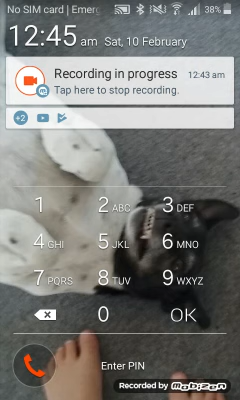 No SIM card | Emerg
38%
12:45 am Sat, 10 February
Recording in progress 12:43 am
Tap here to stop recording.
+2
1 2 ABC 3 DEF
4 GHI 5 JKL 6 MNO
7 PQRS 8 TUV 9 WXYZ
0 OK
Enter PIN
Recorded by Mobizen